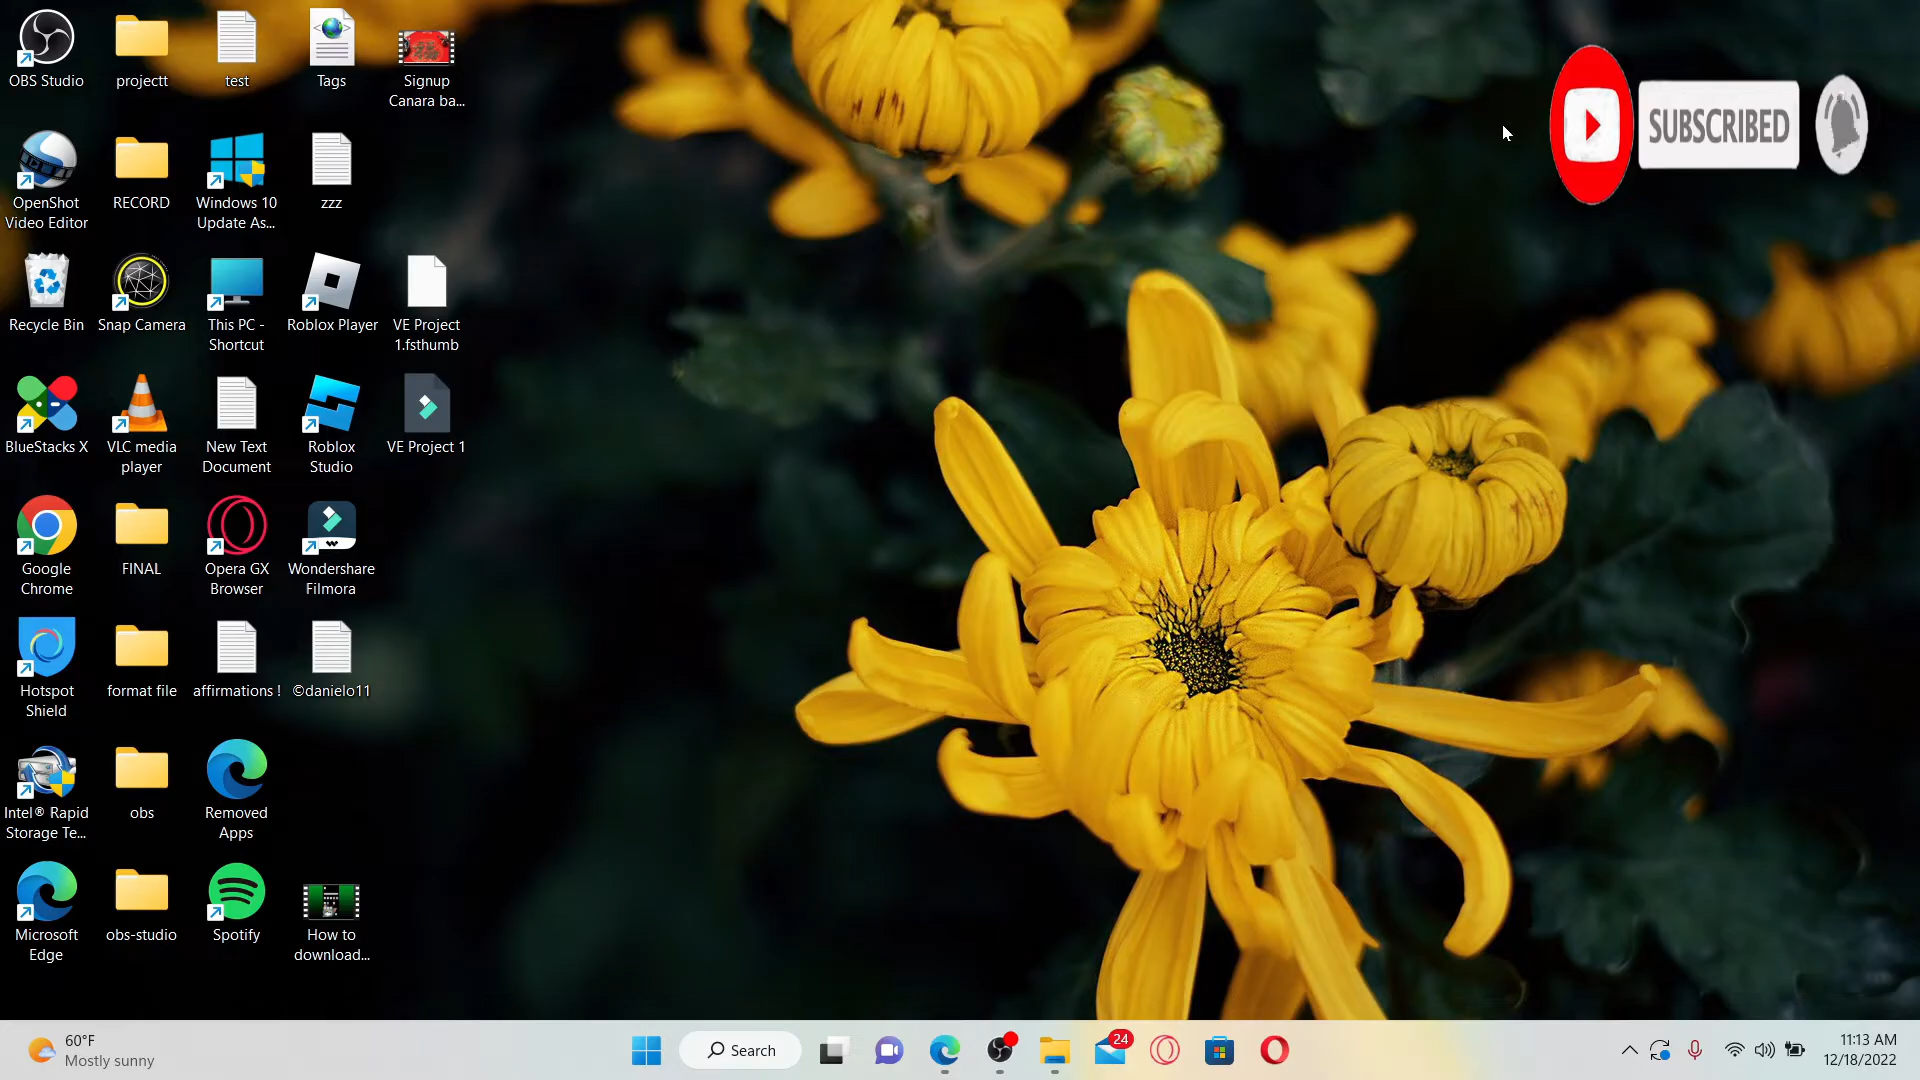 OBS Studio
projectt
test
Tags
Signup
Canara ba...
OpenShot
Video Editor
RECORD
Windows 10
Update As...
zzz
Recycle Bin
Snap Camera
This PC -
Shortcut
Roblox Player
VE Project
1.fsthumb
BlueStacks X
VLC media
player
New Text
Document
Roblox
Studio
VE Project 1
Google
Chrome
FINAL
Opera GX
Browser
Wondershare
Filmora
Hotspot
Shield
format file
affirmations !
©danielo11
Intel® Rapid
Storage Te...
obs
Removed
Apps
Microsoft
Edge
obs-studio
Spotify
How to
download...
SUBSCRIBED
60°F
Mostly sunny
Search
24
11:13 AM
12/18/2022